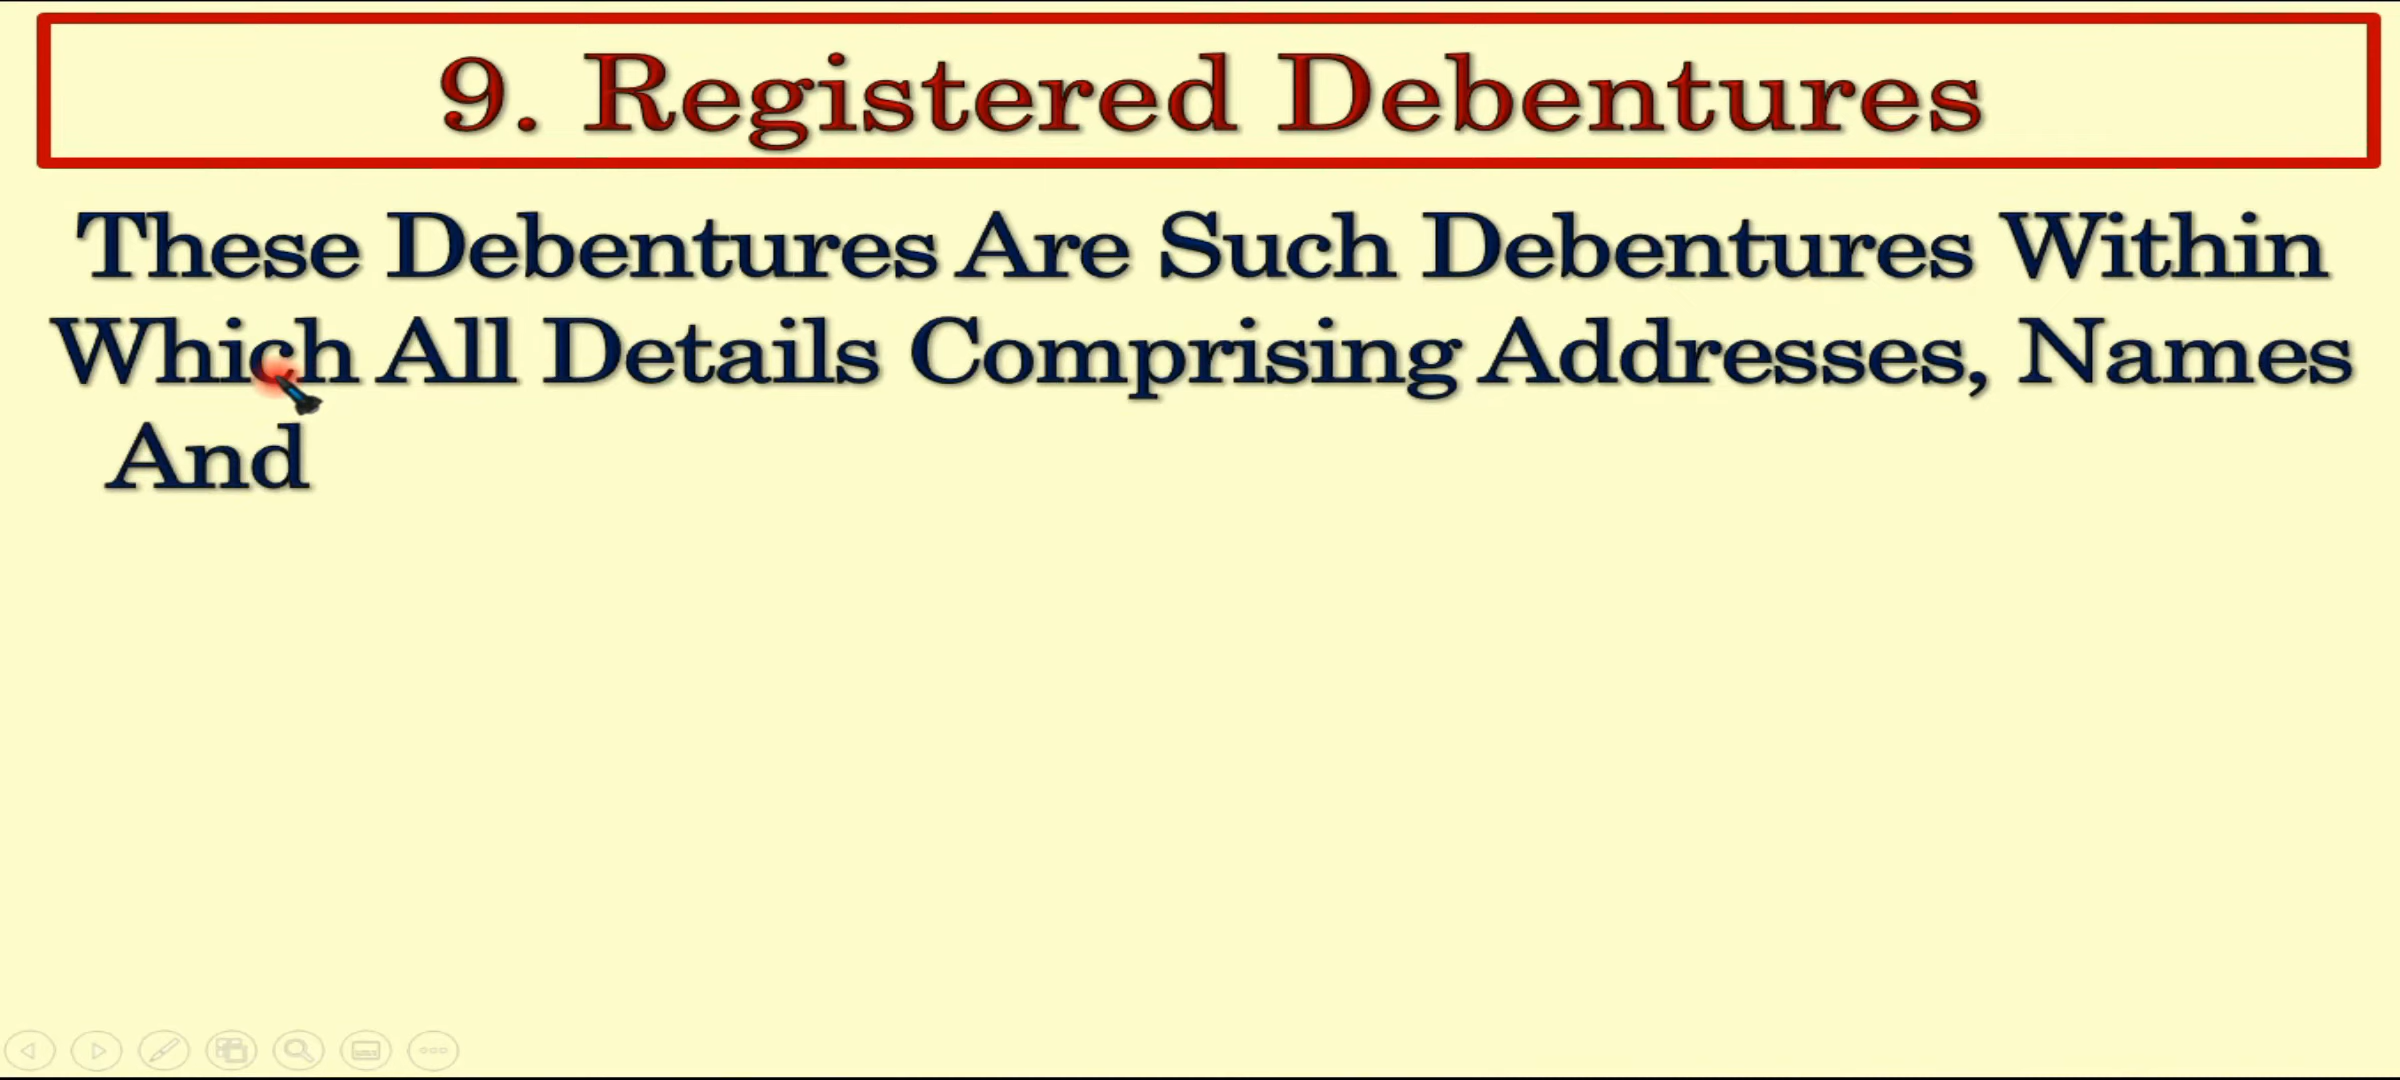 9. Registered Debentures
These Debentures Are Such Debentures Within
Which All Details Comprising Addresses, Names
And